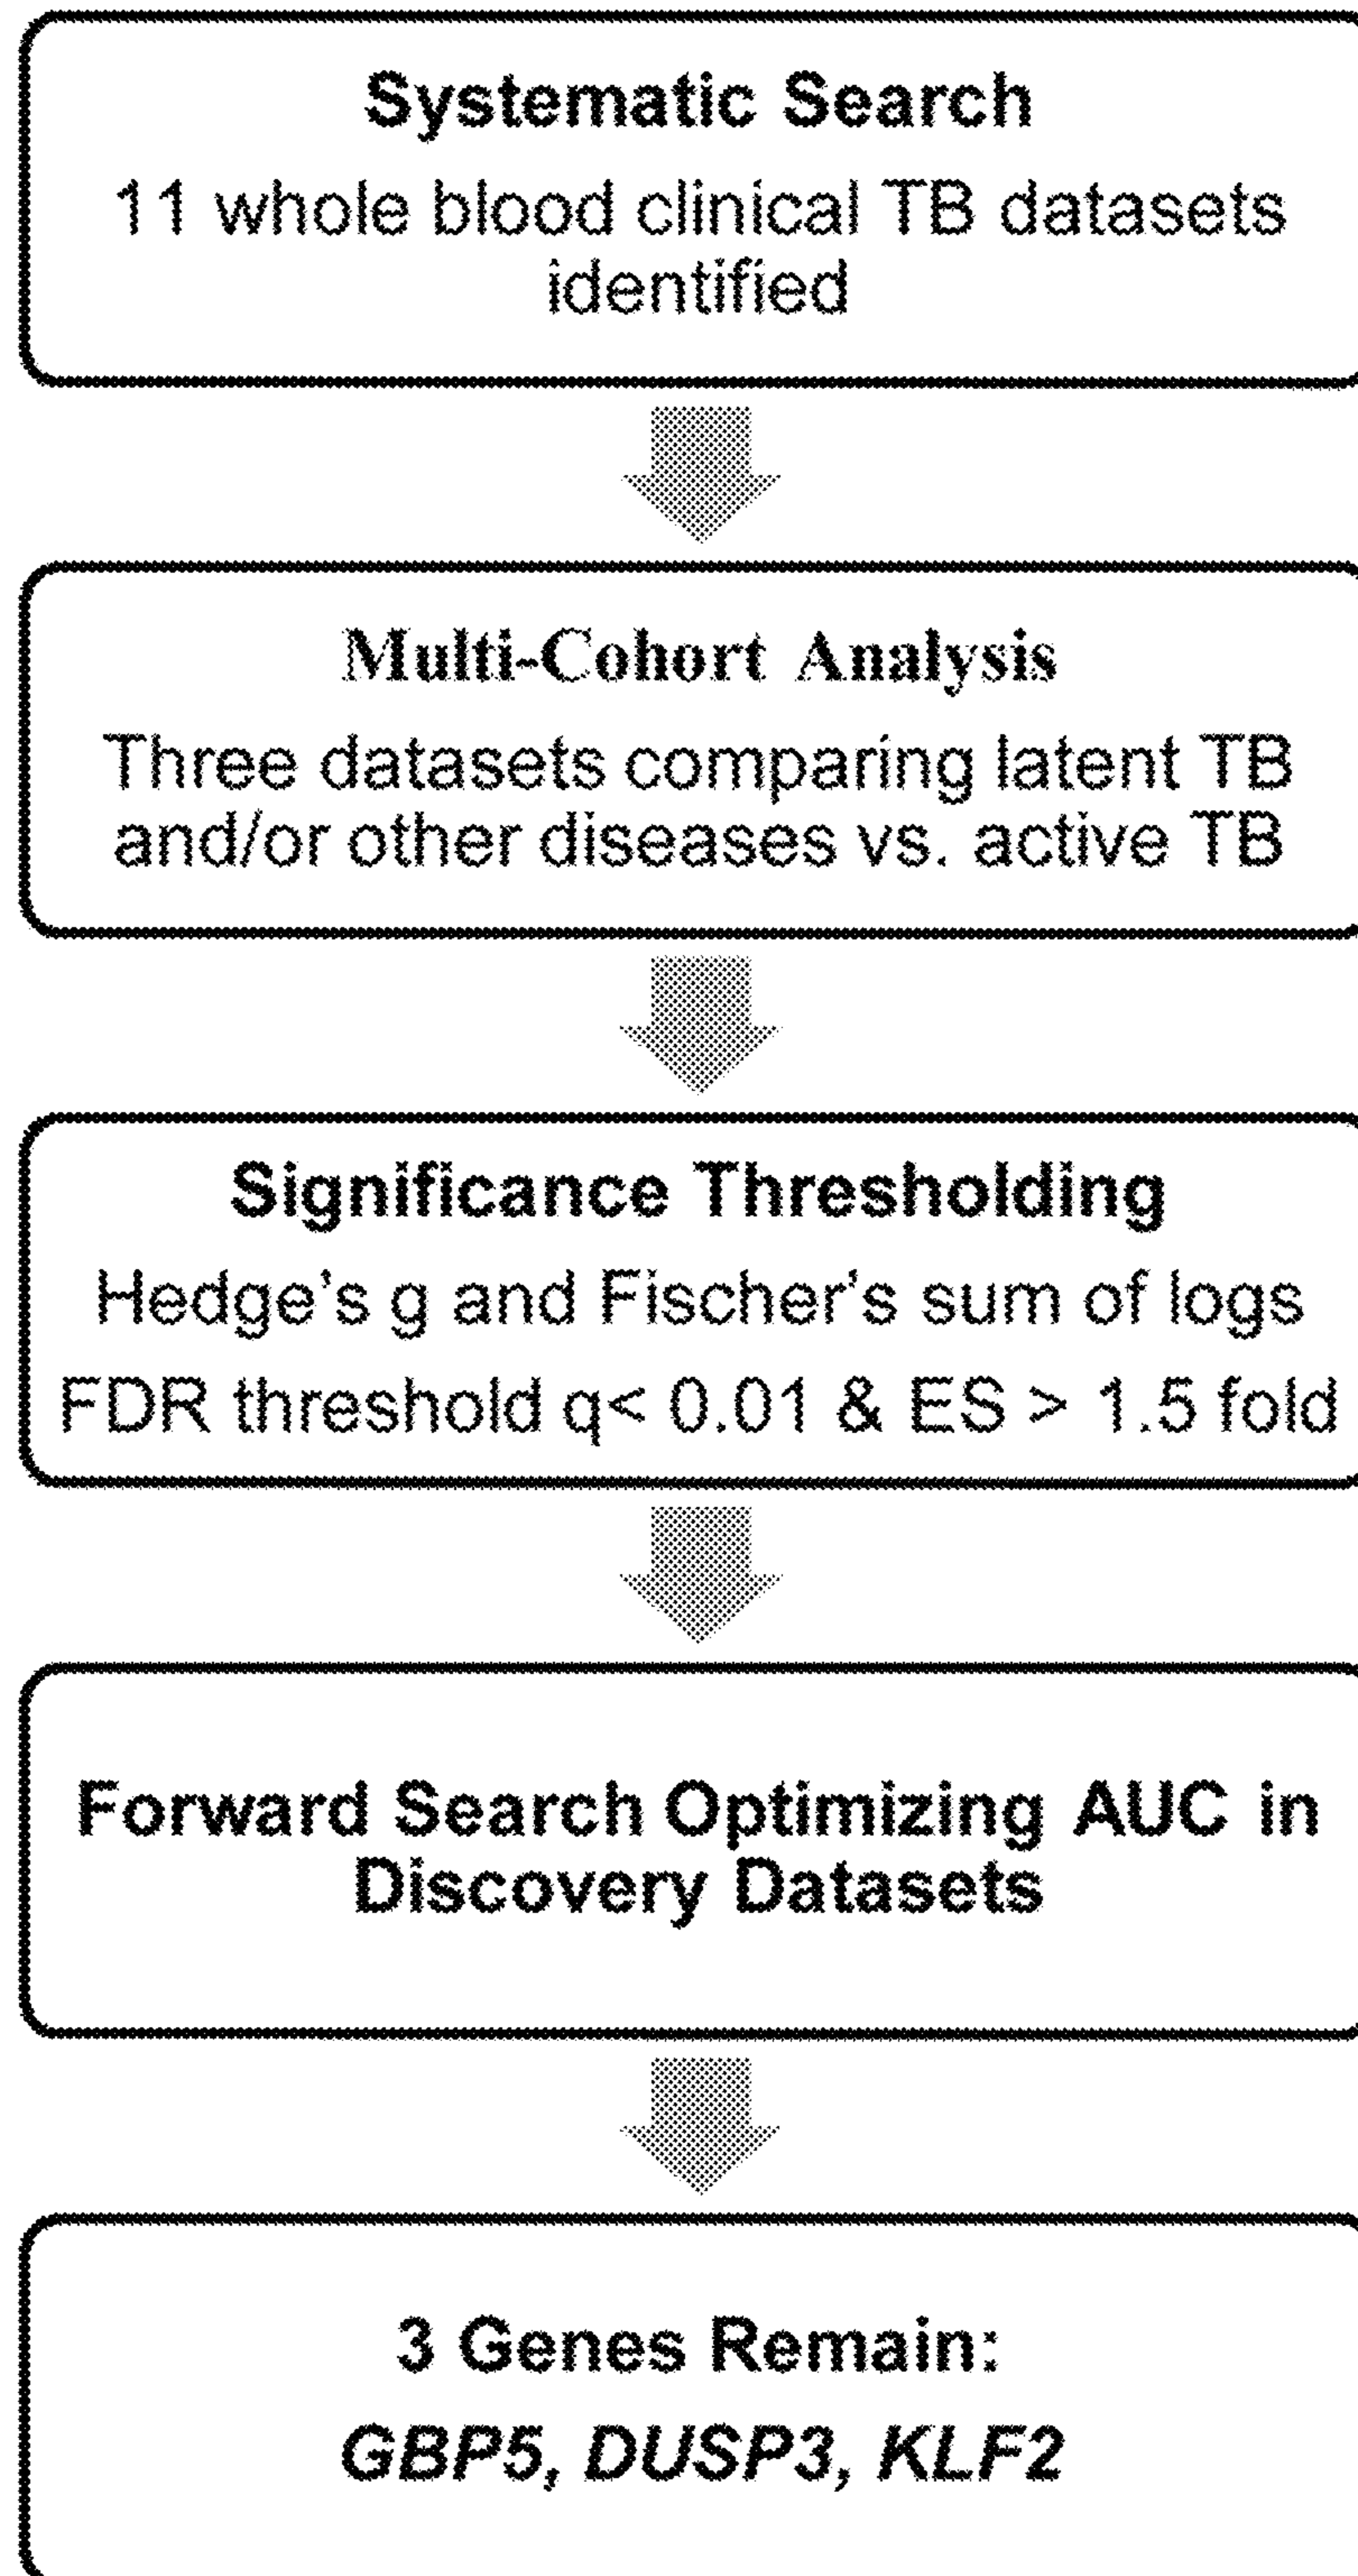 Systematic Search
11 whole blood clinical TB datasets
identified
Multi-Cohort Analysis
Three datasets comparing latent TB
and/or other diseases vs. active TB
Significance Thresholding
Hedge's g and Fischer's sum of logs
FDR threshold q< 0.01 & ES > 1.5 fold
Forward Search Optimizing AUC in
Discovery Datasets
3 Genes Remain:
GBP5, DUSP3, KLF2